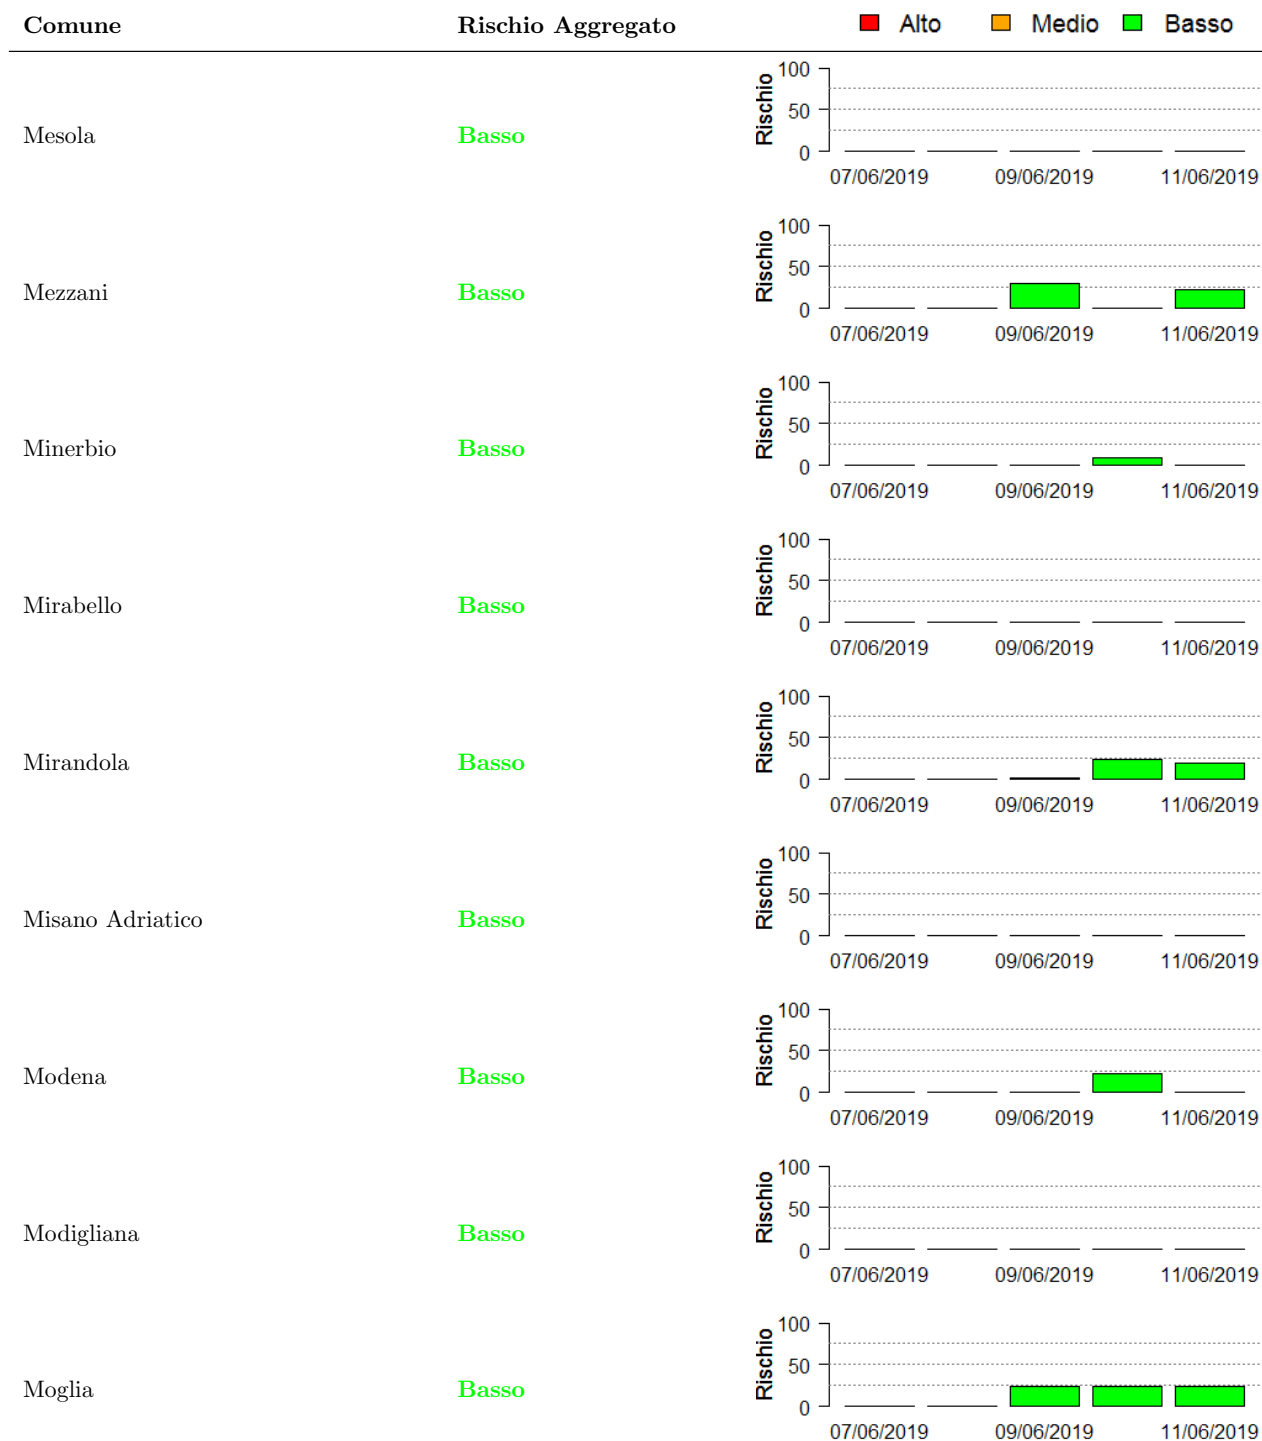 Comune Rischio Aggregato Alto Medio Basso
100
50
0
Rischio
Mesola Basso
07/06/2019 09/06/2019 11/06/2019
100
50
0
Rischio
Mezzani Basso
07/06/2019 09/06/2019 11/06/2019
100
50
0
Rischio
Minerbio Basso
07/06/2019 09/06/2019 11/06/2019
100
50
0
Rischio
Mirabello Basso
07/06/2019 09/06/2019 11/06/2019
100
50
0
Rischio
Mirandola Basso
07/06/2019 09/06/2019 11/06/2019
100
50
0
Rischio
Misano Adriatico Basso
07/06/2019 09/06/2019 11/06/2019
100
50
0
Rischio
Modena Basso
07/06/2019 09/06/2019 11/06/2019
100
50
0
Rischio
Modigliana Basso
07/06/2019 09/06/2019 11/06/2019
100
50
0
Rischio
Moglia Basso
07/06/2019 09/06/2019 11/06/2019